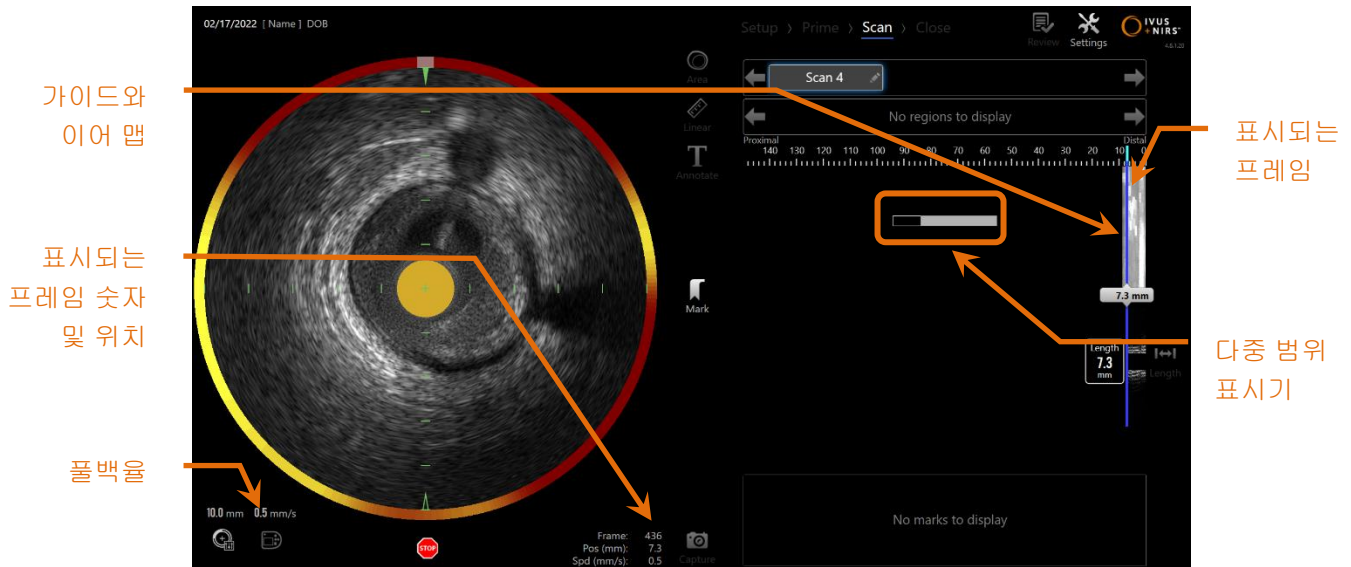 02/17/2022 [ Name ] DOB
Setup > Prime > Scan > Close
Review
Settings
IVUS
+NIRS
Area
Scan 4
가이드와
이어 맵
Linear
No regions to display
Proximal
Distal
140 130 120 110 100 90 80 70 60 50 40 30 20 10 0
표시되는
프레임
Annotate
표시되는
프레임 숫자
및 위치
Mark
7.3 mm
Length
7.3
mm
Length
다중 범위
표시기
풀백율
10.0 mm 0.5 mm/s
STOP
Frame: 436
Pos (mm): 7.3
Spd (mm/s): 0.5
Capture
No marks to display